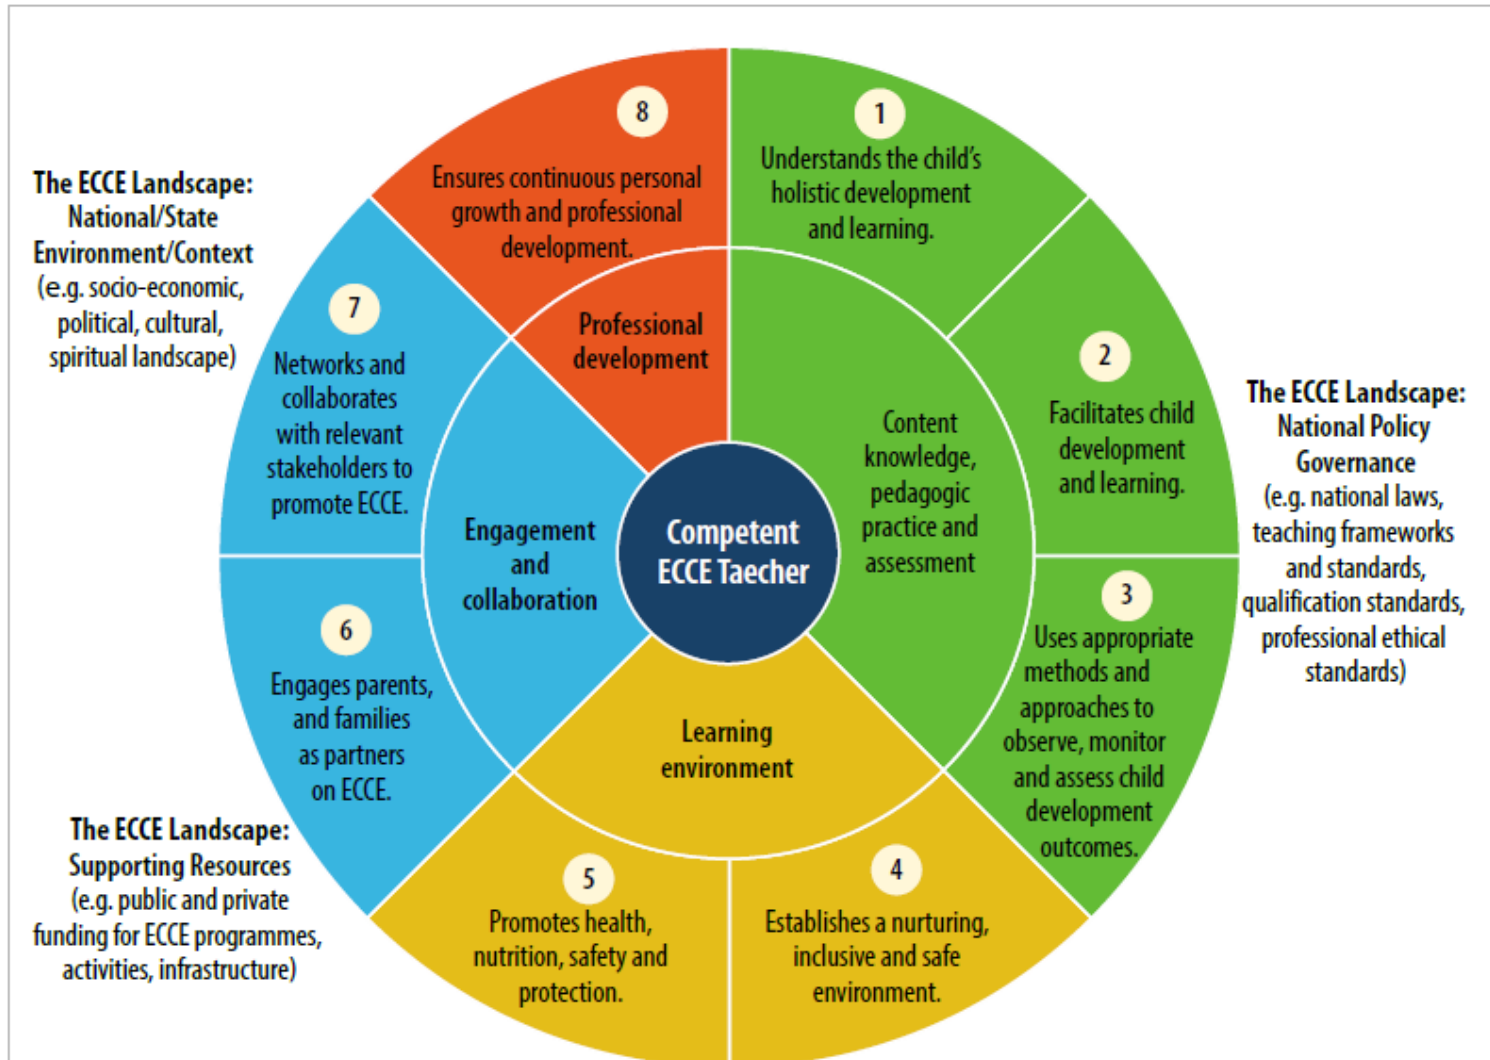 8
Ensures continuous personal
growth and professional
development.
1
Understands the child’s
holistic development
and learning.
The ECCE Landscape:
National/State
Environment/Context
(e.g. socio-economic,
political, cultural,
spiritual landscape)
7
Networks and
collaborates
with relevant
stakeholders to
promote ECCE.
Professional
development
2
Facilitates child
development
and learning.
Content
knowledge,
pedagogic
practice and
assessment
The ECCE Landscape:
National Policy
Governance
(e.g. national laws,
teaching frameworks
and standards,
qualification standards,
professional ethical
standards)
Engagement
and
collaboration
Competent
ECCE Taecher
3
Uses appropriate
methods and
approaches to
observe, monitor
and assess child
development
outcomes.
6
Engages parents,
and families
as partners
on ECCE.
Learning
environment
The ECCE Landscape:
Supporting Resources
(e.g. public and private
funding for ECCE programmes,
activities, infrastructure)
5
Promotes health,
nutrition, safety and
protection.
4
Establishes a nurturing,
inclusive and safe
environment.